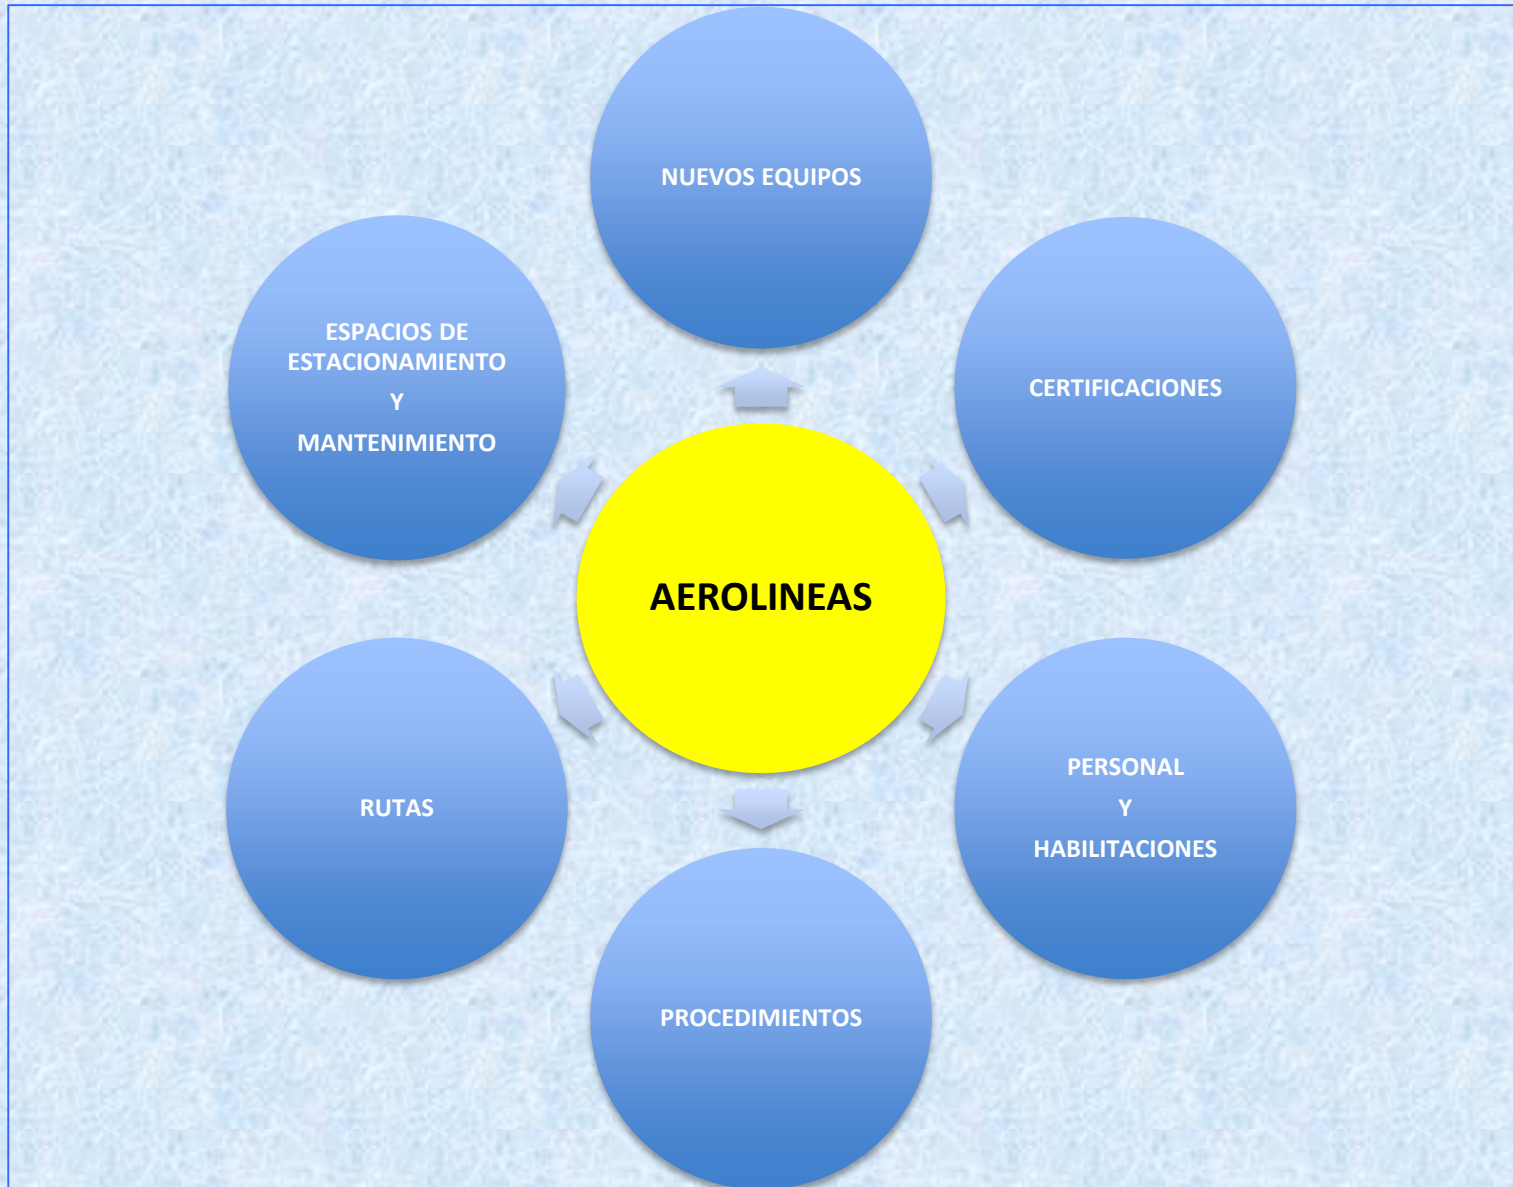 NUEVOS EQUIPOS
ESPACIOS DE
ESTACIONAMIENTO
Y
MANTENIMIENTO
CERTIFICACIONES
AEROLINEAS
RUTAS
PERSONAL
Y
HABILITACIONES
PROCEDIMIENTOS